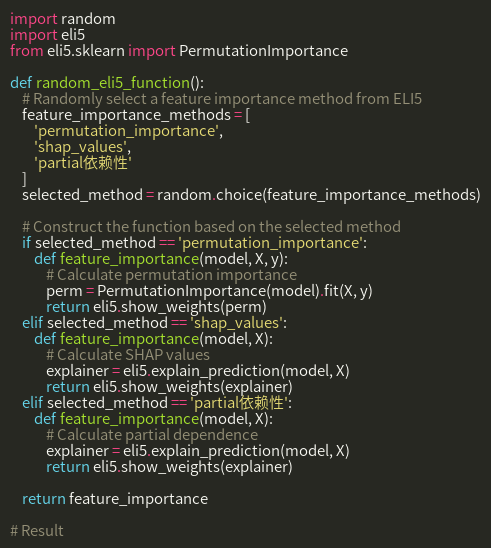 import random
import eli5
from eli5.sklearn import PermutationImportance

def random_eli5_function():
    # Randomly select a feature importance method from ELI5
    feature_importance_methods = [
        'permutation_importance',
        'shap_values',
        'partial依赖性'
    ]
    selected_method = random.choice(feature_importance_methods)

    # Construct the function based on the selected method
    if selected_method == 'permutation_importance':
        def feature_importance(model, X, y):
            # Calculate permutation importance
            perm = PermutationImportance(model).fit(X, y)
            return eli5.show_weights(perm)
    elif selected_method == 'shap_values':
        def feature_importance(model, X):
            # Calculate SHAP values
            explainer = eli5.explain_prediction(model, X)
            return eli5.show_weights(explainer)
    elif selected_method == 'partial依赖性':
        def feature_importance(model, X):
            # Calculate partial dependence
            explainer = eli5.explain_prediction(model, X)
            return eli5.show_weights(explainer)

    return feature_importance

# Result